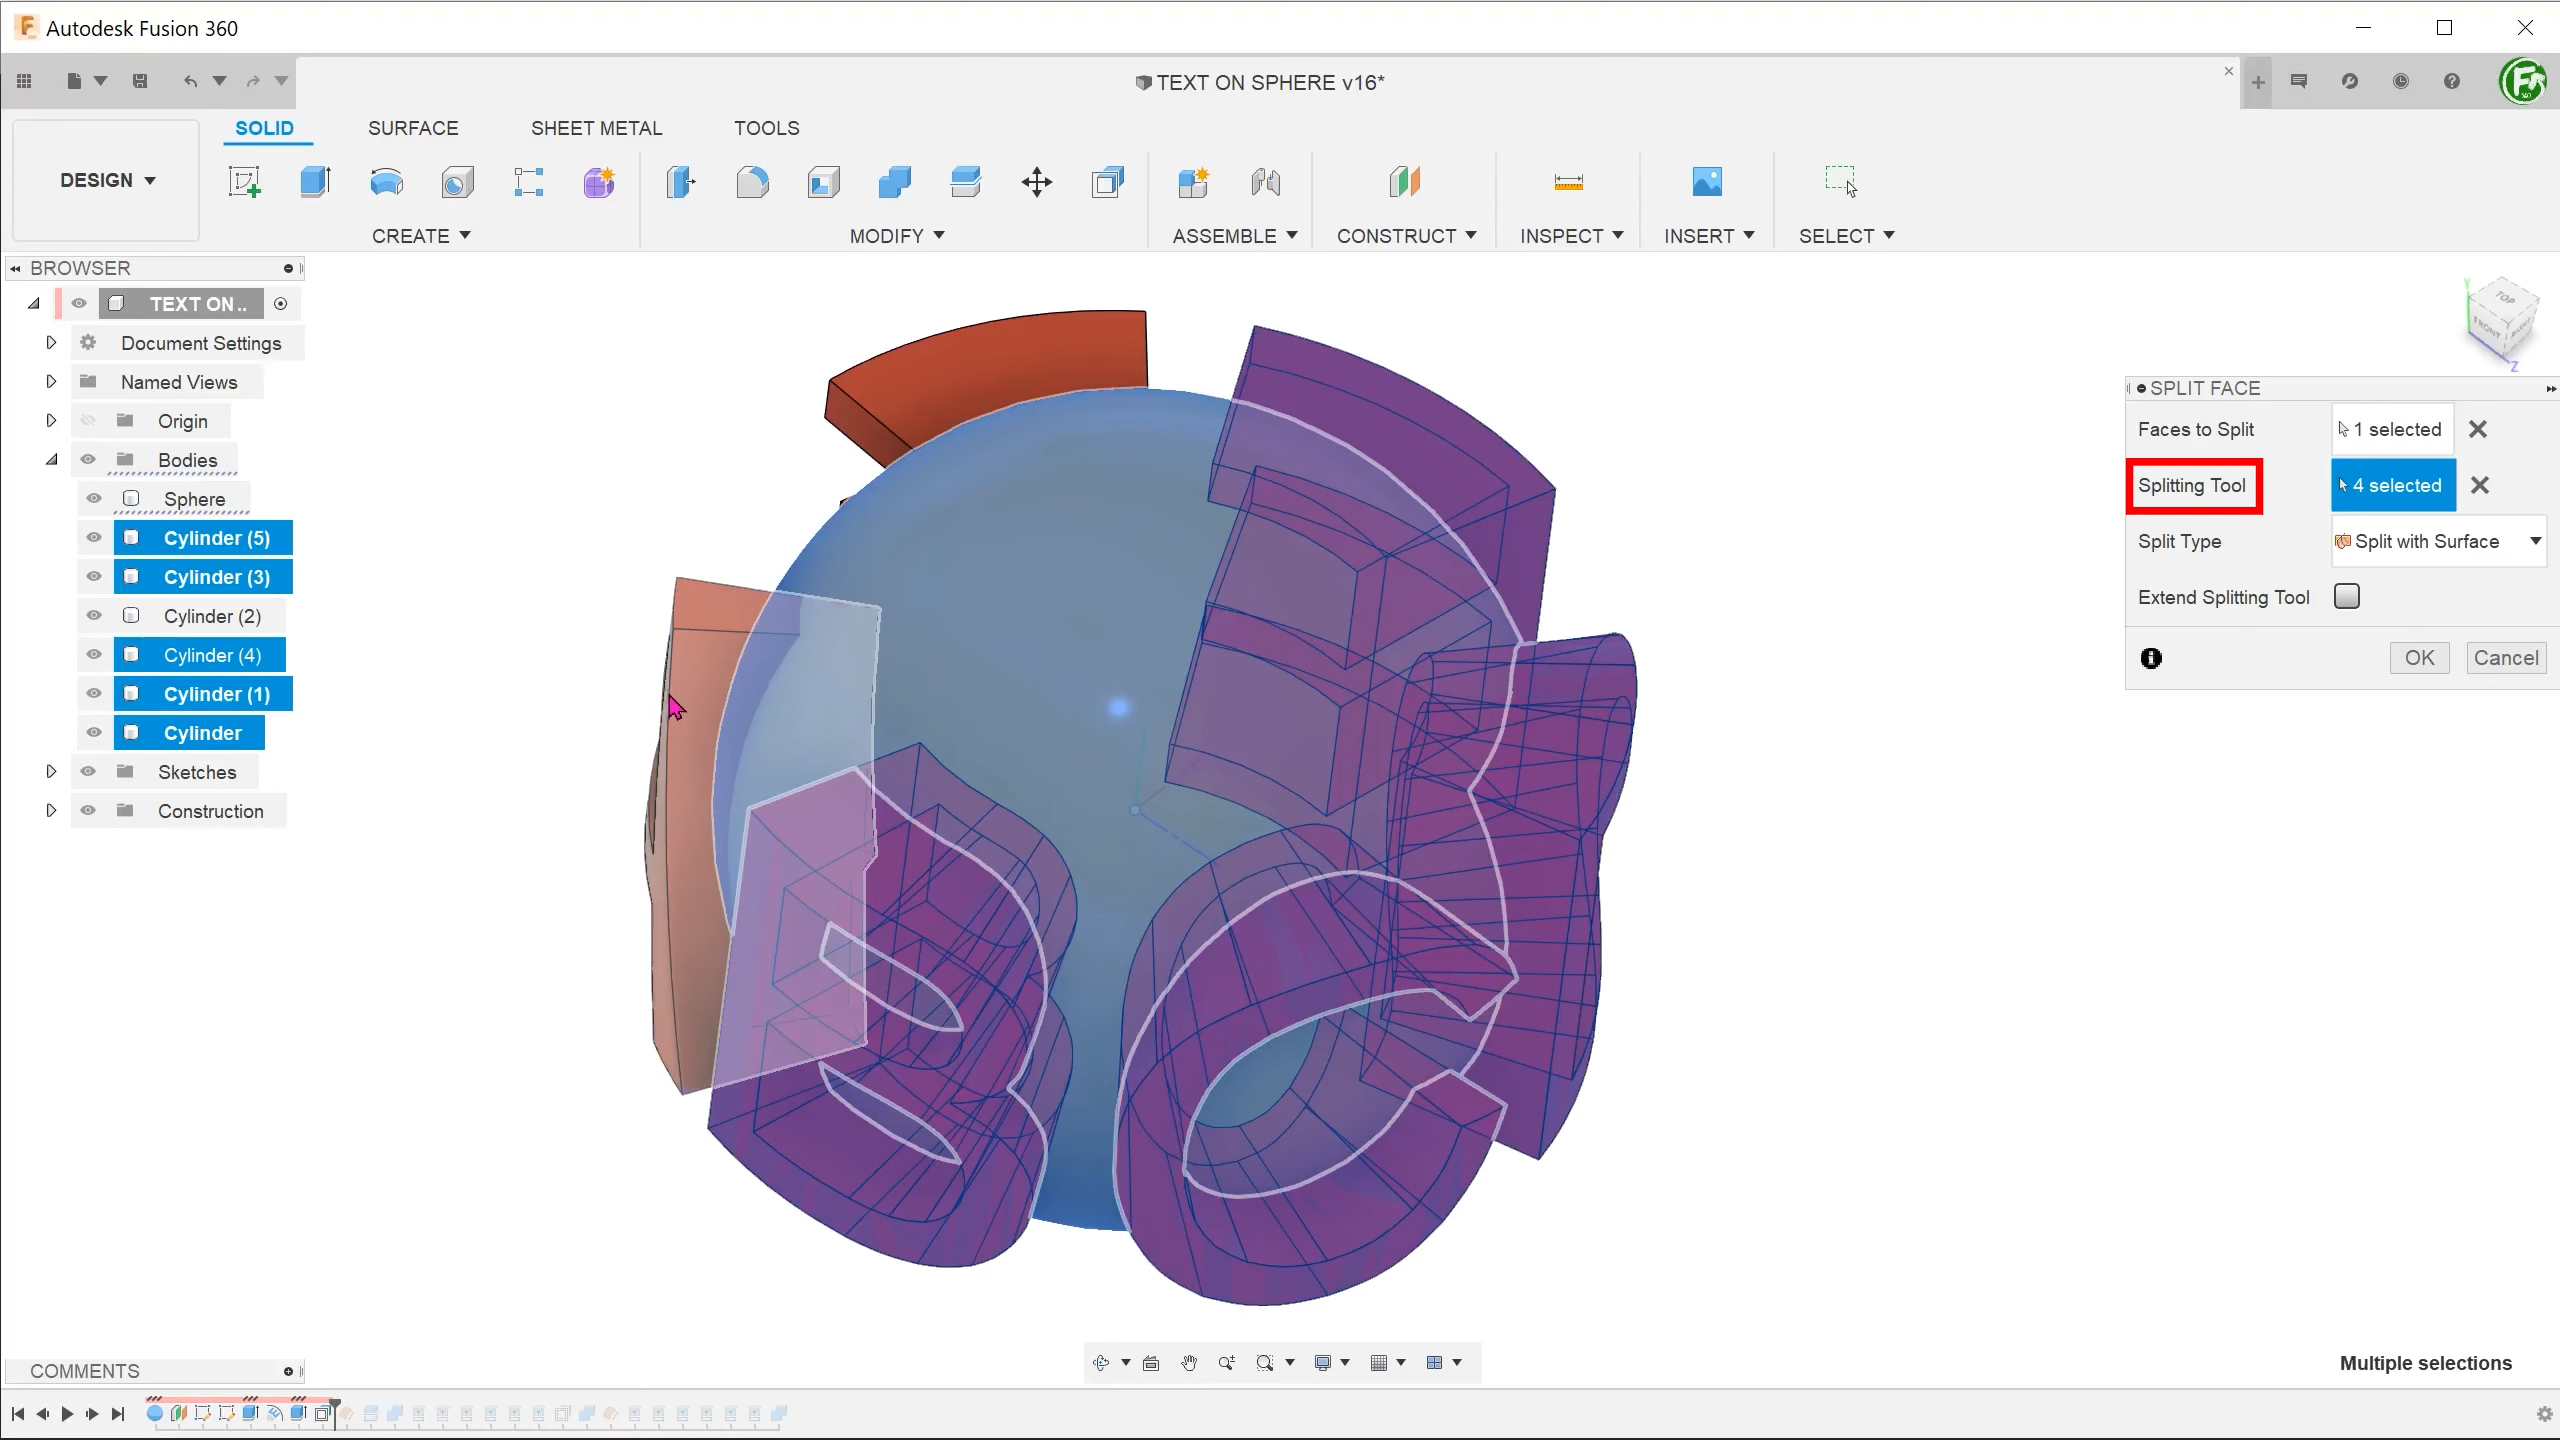 Autodesk Fusion 360
TEXT ON SPHERE v16*
DESIGN
SOLID
SURFACE
SHEET METAL
TOOLS
CREATE
MODIFY
ASSEMBLE
CONSTRUCT
INSPECT
INSERT
SELECT
BROWSER
TEXT ON..
Document Settings
Named Views
Origin
Bodies
Sphere
Cylinder (5)
Cylinder (3)
Cylinder (2)
Cylinder (4)
Cylinder (1)
Cylinder
Sketches
Construction
Y
TOP
FRONT
RIGHT
Z
SPLIT FACE
Faces to Split
1 selected
Splitting Tool
4 selected
Split Type
Split with Surface
Extend Splitting Tool
OK
Cancel
COMMENTS
Multiple selections